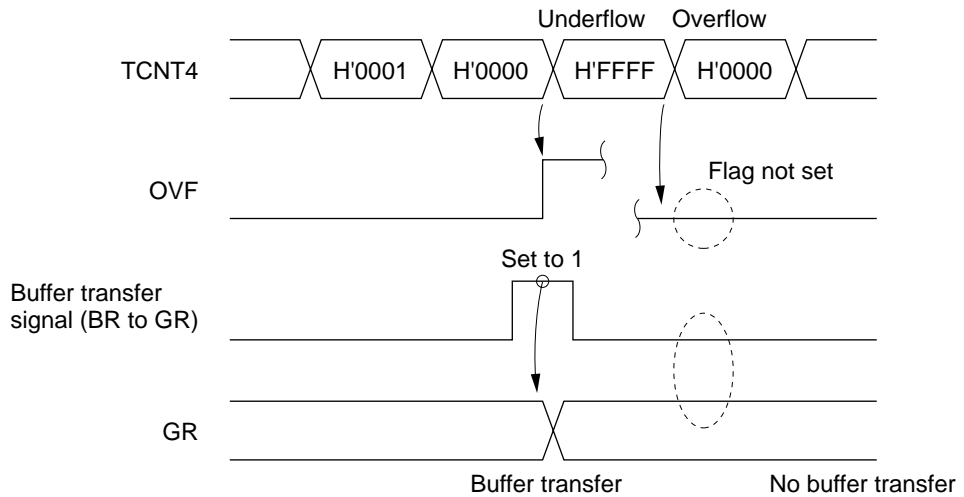 Underflow Overflow
TCNT4 H'0001 H'0000 H'FFFF H'0000
Flag not set
OVF
Set to 1
Buffer transfer
signal (BR to GR)
GR
Buffer transfer No buffer transfer